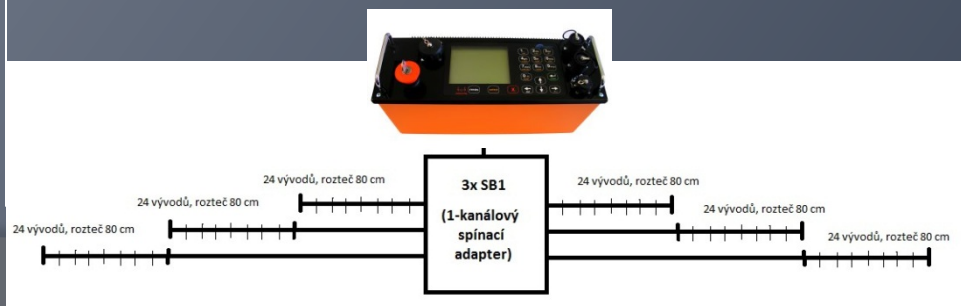 24 vývodů, rozteč 80 cm
24 vývodů, rozteč 80 cm
24 vývodů, rozteč 80 cm
3x SB1
(1-kanálový
spínací
adapter)
24 vývodů, rozteč 80 cm
24 vývodů, rozteč 80 cm
24 vývodů, rozteč 80 cm